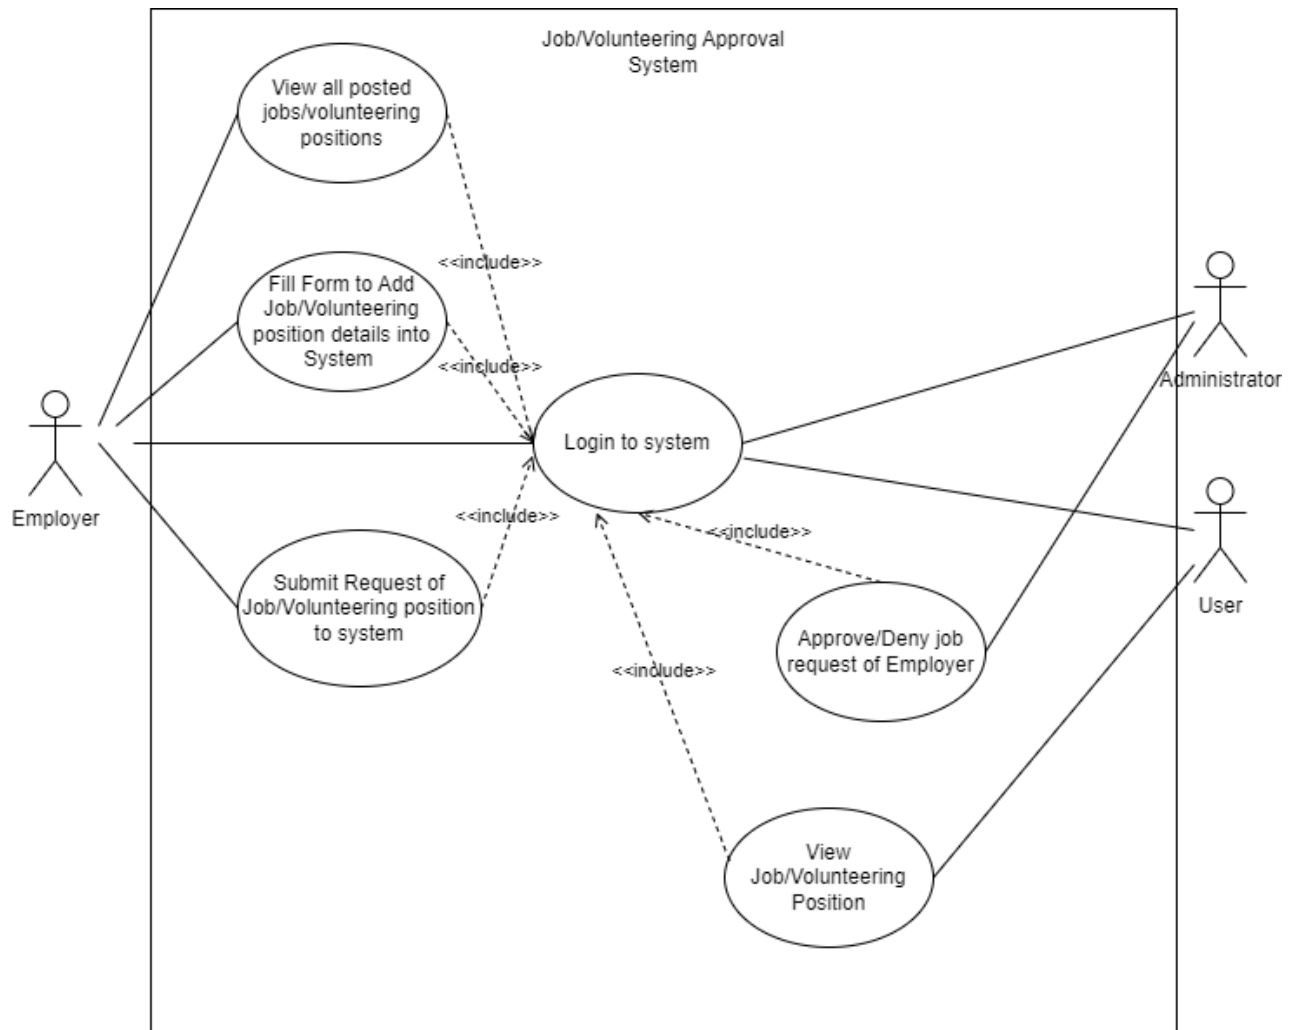 Job/Volunteering Approval
System
View all posted
jobs/volunteering
positions
<<include>>
Fill Form to Add
Job/Volunteering
position details into
System
<<include>>
Administrator
Employer
Login to system
<<include>>
<<include>>
User
Submit Request of
Job/Volunteering position
to system
Approve/Deny job
request of Employer
<<include>>
View
Job/Volunteering
Position